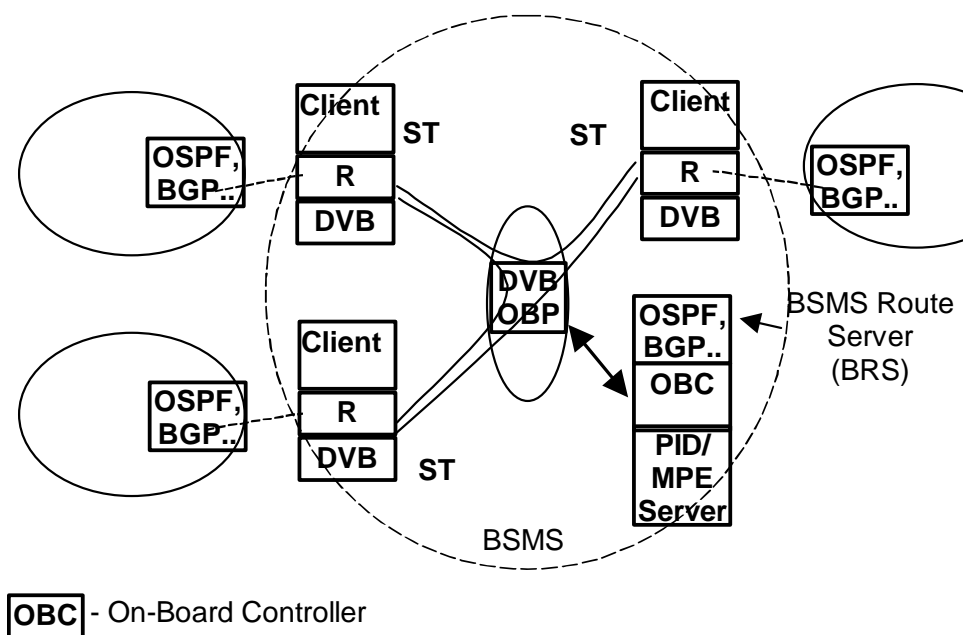 Client
ST
OSPF,
BGP..
R
DVB
ST
Client
R
DVB
OSPF,
BGP..
DVB
OBP
Client
R
DVB
ST
OSPF,
BGP..
OSPF,
BGP..
OBC
PID/
MPE
Server
BSMS Route
Server
(BRS)
BSMS
OBC - On-Board Controller